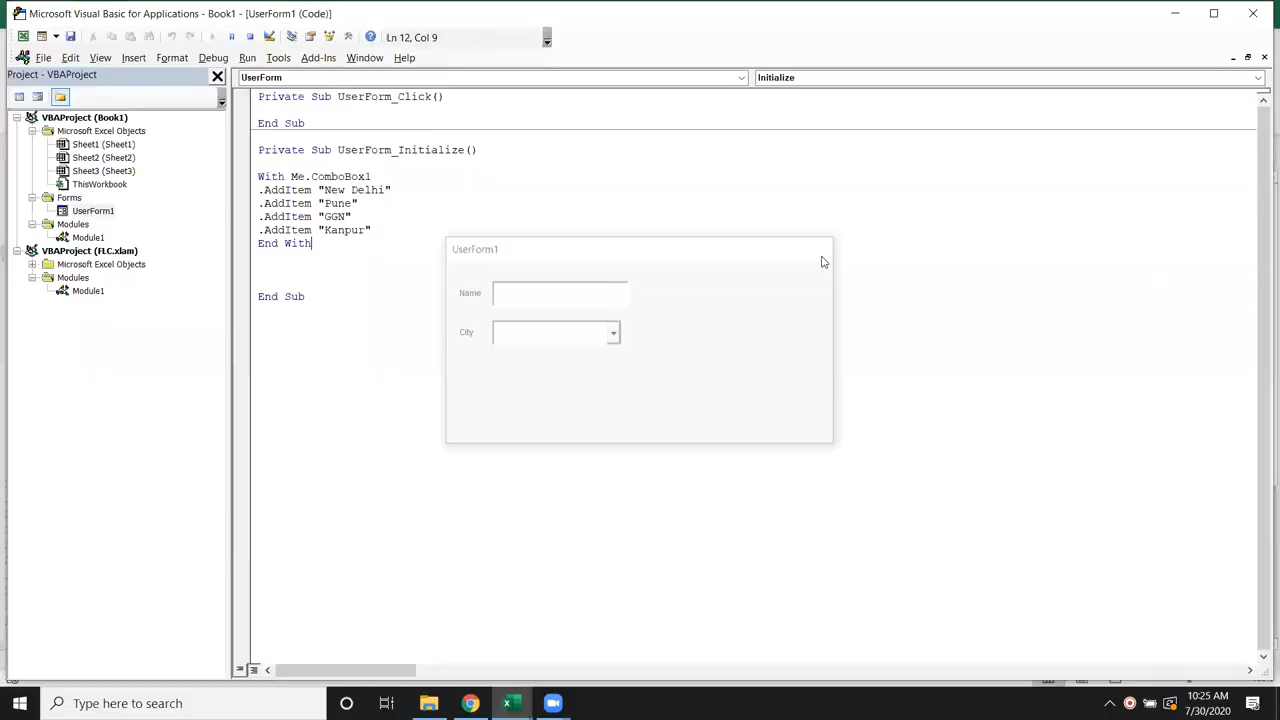 Microsoft Visual Basic for Applications - Book1 - [UserForm1 (Code)]
Ln 12, Col 9
File Edit View Insert Format Debug Run Tools Add-Ins Window Help
Project - VBAProject
UserForm
Initialize
VBAProject (Book1)
Microsoft Excel Objects
Sheet1 (Sheet1)
Sheet2 (Sheet2)
Sheet3 (Sheet3)
ThisWorkbook
Forms
UserForm1
Modules
Module1
VBAProject (FLC.xlam)
Microsoft Excel Objects
Modules
Module1
Private Sub UserForm_Click()
End Sub
Private Sub UserForm_Initialize()
With Me.ComboBox1
.AddItem "New Delhi"
.AddItem "Pune"
.AddItem "GGN"
.AddItem "Kanpur"
End With
End Sub
UserForm1
Name
City
Type here to search
10:25 AM
7/30/2020